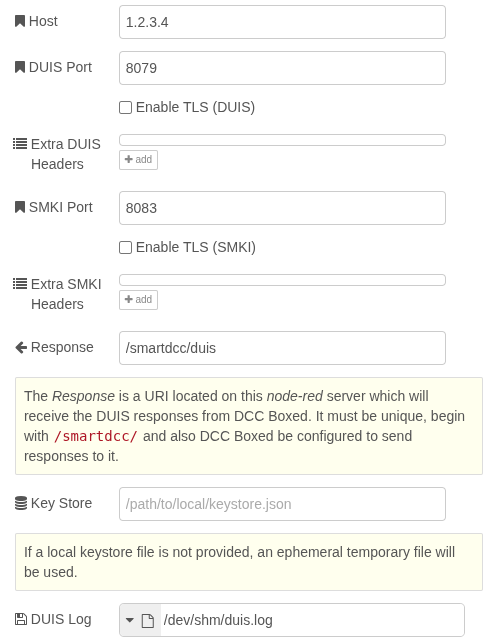 Host
1.2.3.4
DUIS Port
8079
Enable TLS (DUIS)
Extra DUIS
Headers
add
SMKI Port
8083
Enable TLS (SMKI)
Extra SMKI
Headers
add
Response
/smartdcc/duis
The Response is a URI located on this node-red server which will
receive the DUIS responses from DCC Boxed. It must be unique, begin
with /smartdcc/ and also DCC Boxed be configured to send
responses to it.
Key Store
/path/to/local/keystore.json
If a local keystore file is not provided, an ephemeral temporary file will
be used.
DUIS Log
/dev/shm/duis.log